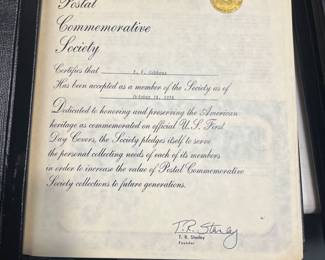 Postal
Commemorative
Society
Certifies that
Has been accepted as a member of the Society as of
October
Dedicated to honoring and preserving the American
heritage as commemorated on official U.S. First
Day Covers, the Society pledges itself to serve
the personal collecting needs of each of its members
in order to increase the value of Postal Commemorative
Society collections to future generations.
T. R. Stanley
T. R. Stanley
Founder